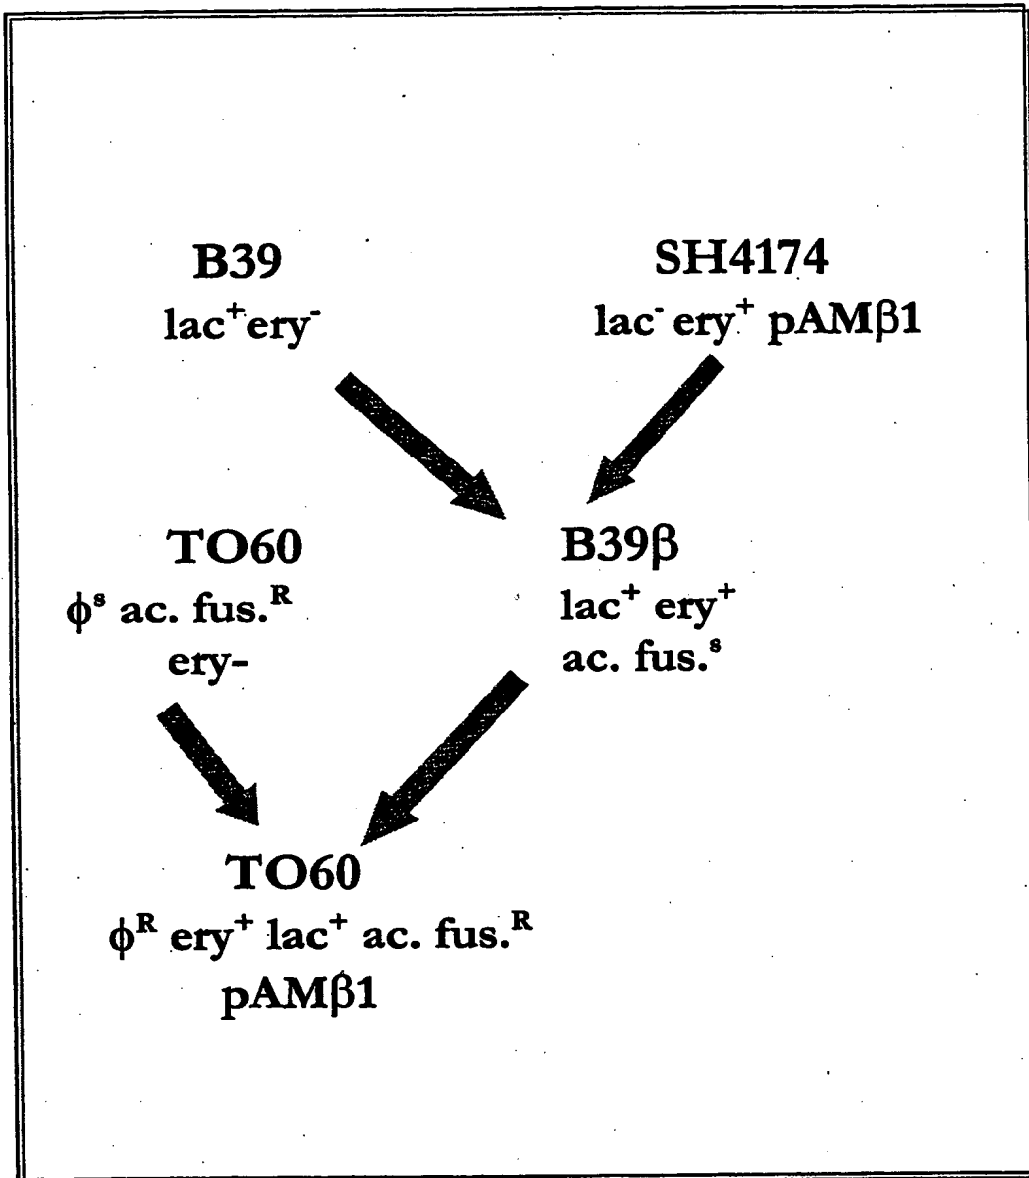 B39
lac⁺ery⁻
SH4174
lac⁻ ery⁺ pAMβ1
TO60
ϕˢ ac. fus.ᴿ
ery-
B39β
lac⁺ ery⁺
ac. fus.ˢ
TO60
ϕᴿ ery⁺ lac⁺ ac. fus.ᴿ
pAMβ1